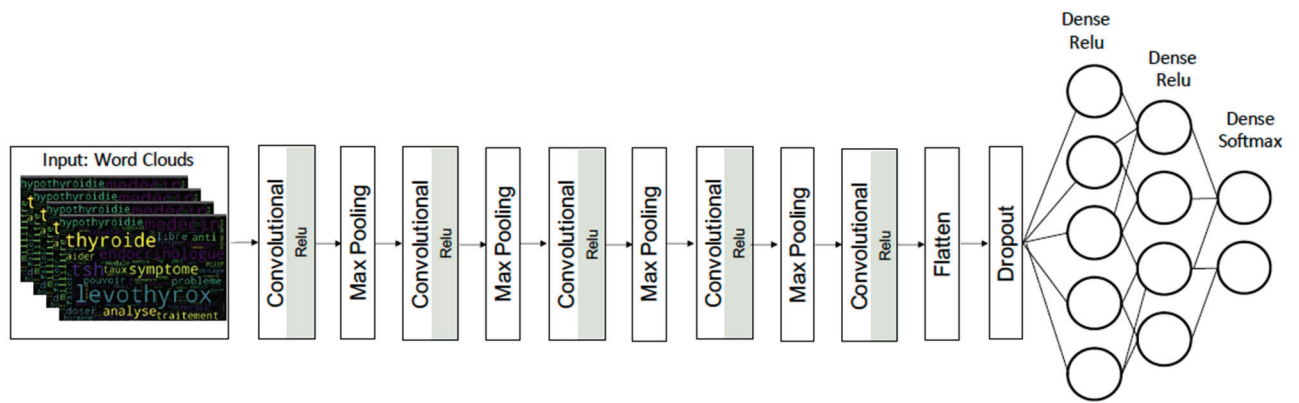 Dense
Relu
Dense
Relu
Dense
Softmax
Input: Word Clouds
hypothyroidie
hypothyroidie
hypothyroidie
hypothyroidie
thyroide libre anti
aider endocrinologue
tsh taux symptome
pouvoir probleme
levothyrox
doser analyse traitement
Convolutional
Relu
Max Pooling
Convolutional
Relu
Max Pooling
Convolutional
Relu
Max Pooling
Convolutional
Relu
Max Pooling
Convolutional
Relu
Flatten
Dropout